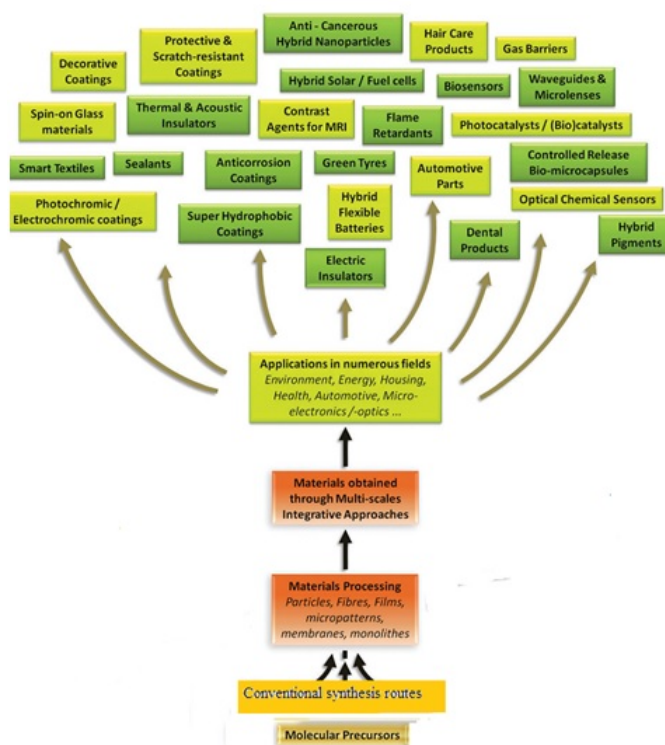 Anti - Cancerous
Hybrid Nanoparticles
Hair Care
Products
Gas Barriers
Protective &
Scratch-resistant
Coatings
Decorative
Coatings
Hybrid Solar / Fuel cells
Biosensors
Waveguides &
Microlenses
Spin-on Glass
materials
Thermal & Acoustic
Insulators
Contrast
Agents for MRI
Flame
Retardants
Photocatalysts / (Bio)catalysts
Smart Textiles
Sealants
Anticorrosion
Coatings
Green Tyres
Automotive
Parts
Controlled Release
Bio-microcapsules
Photochromic /
Electrochromic coatings
Super Hydrophobic
Coatings
Hybrid
Flexible
Batteries
Optical Chemical Sensors
Dental
Products
Hybrid
Pigments
Electric
Insulators
Applications in numerous fields
Environment, Energy, Housing,
Health, Automotive, Micro-
electronics /-optics ...
Materials obtained
through Multi-scales
Integrative Approaches
Materials Processing
Particles, Fibres, Films,
micropatterns,
membranes, monolithes
Conventional synthesis routes
Molecular Precursors